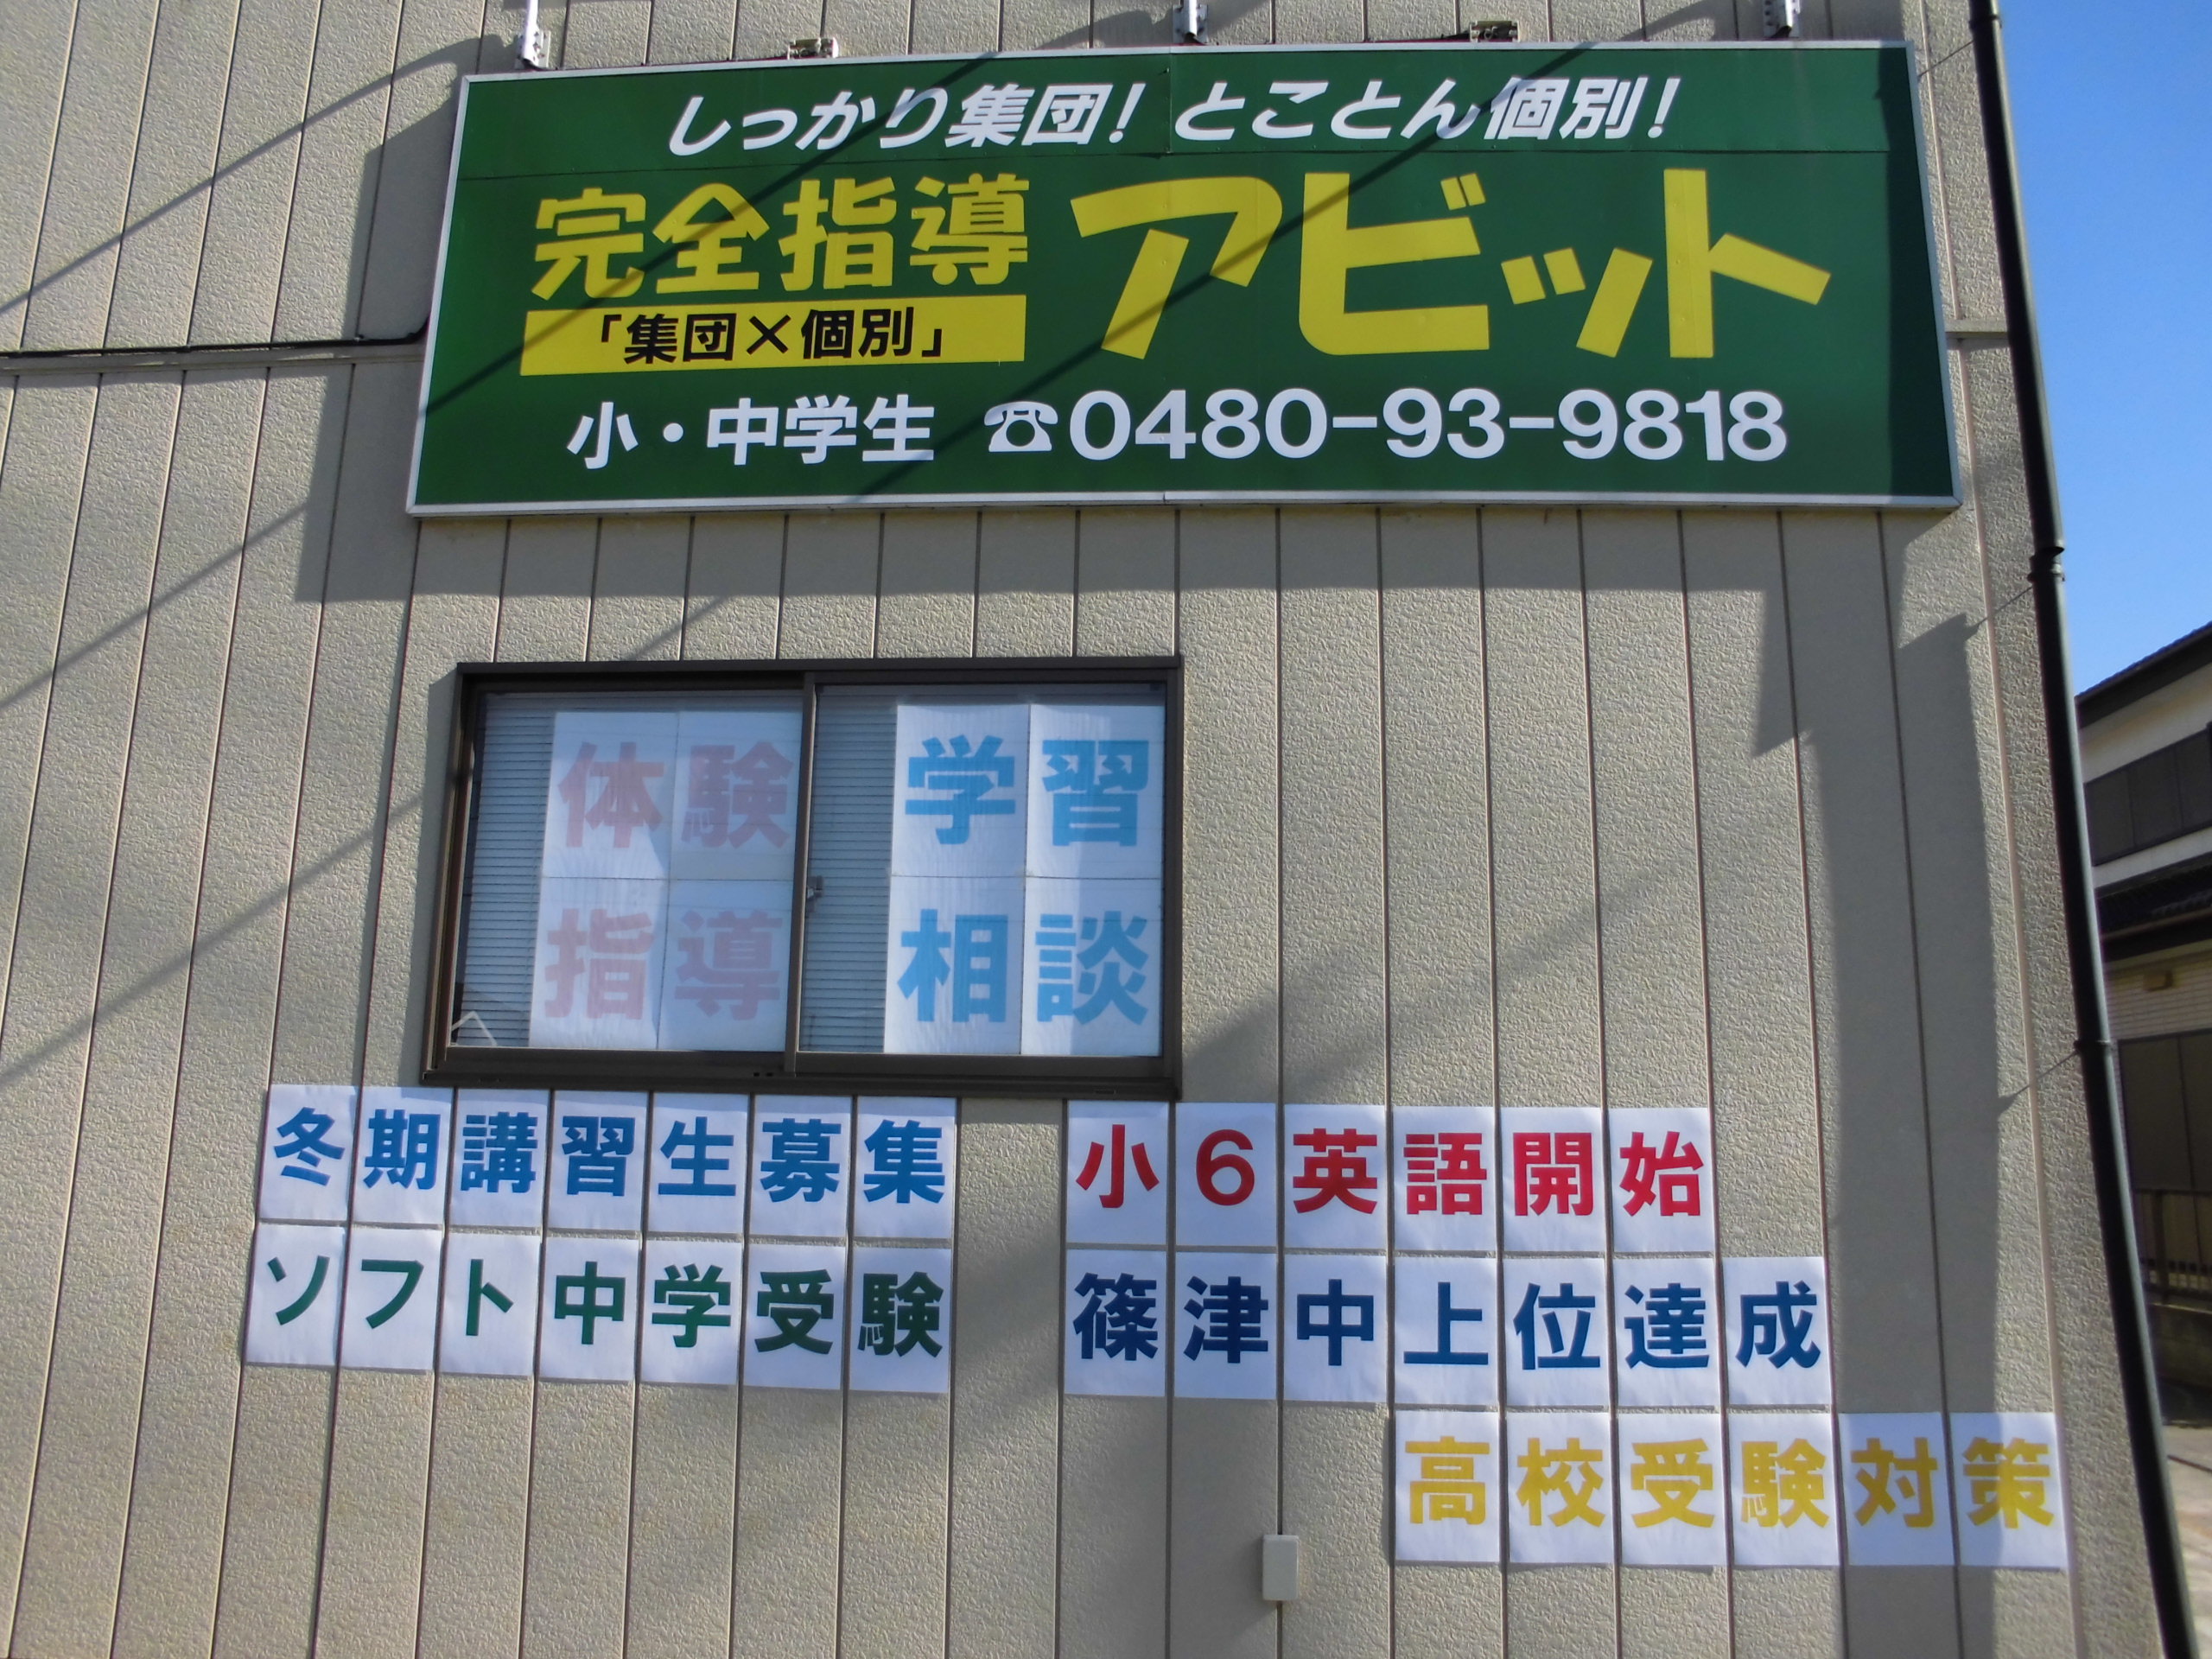 しっかり集団！とことん個別！
完全指導 アビット
「集団×個別」
小・中学生 ☎0480-93-9818
体験
指導
学習
相談
冬期講習生募集
ソフト中学受験
小6英語開始
篠津中上位達成
高校受験対策